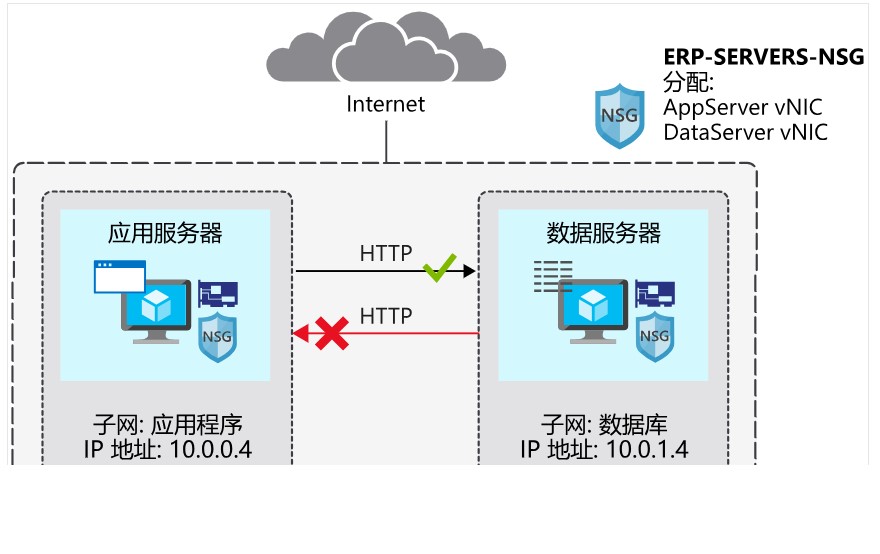 Internet
ERP-SERVERS-NSG
分配:
AppServer vNIC
DataServer vNIC
NSG
应用服务器
NSG
HTTP
HTTP
数据服务器
NSG
子网: 应用程序
IP 地址: 10.0.0.4
子网: 数据库
IP 地址: 10.0.1.4